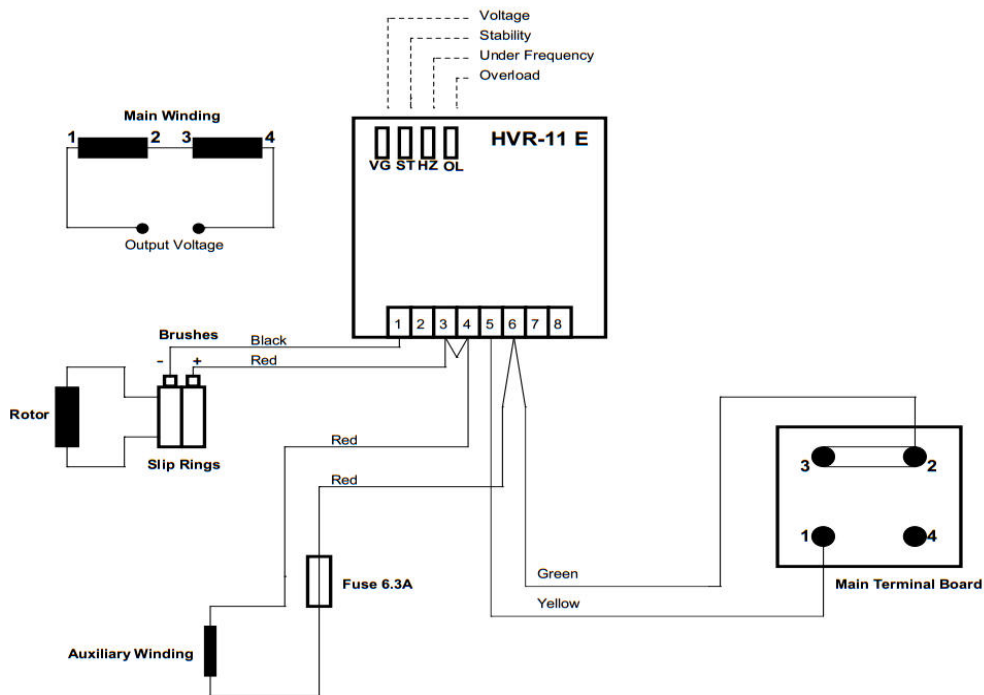 Voltage
Stability
Under Frequency
Overload
HVR-11 E
VG ST HZ OL
Main Winding
1 2 3 4
Output Voltage
1 2 3 4 5 6 7 8
Brushes
Black
- +
Red
Rotor
Slip Rings
Red
Red
3 2
1 4
Main Terminal Board
Green
Fuse 6.3A
Yellow
Auxiliary Winding